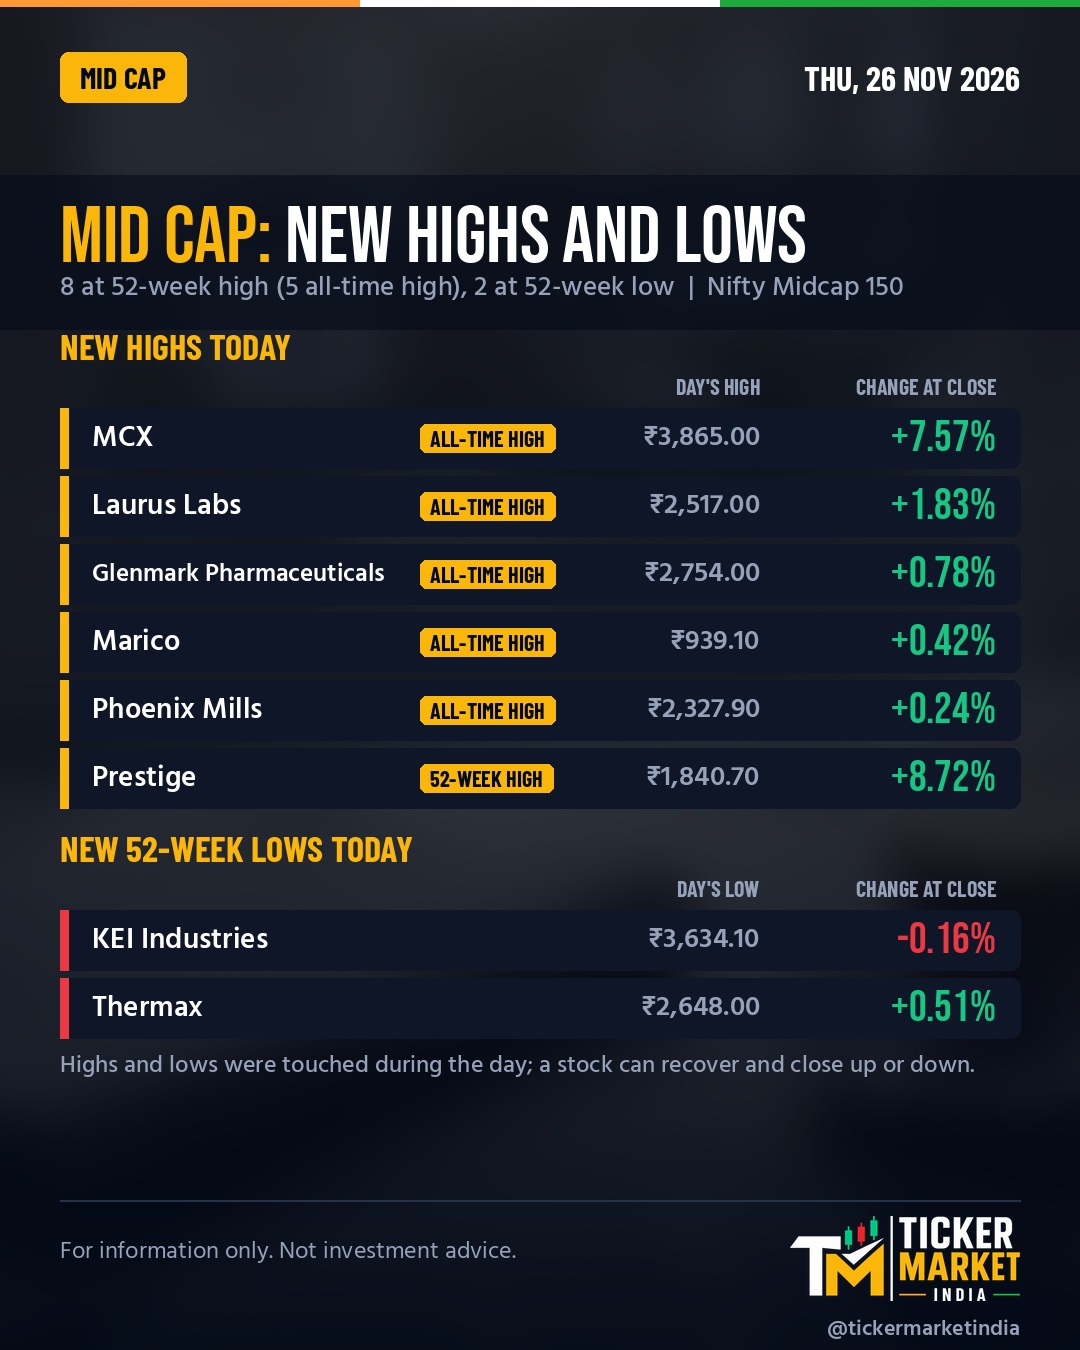 MID CAP
THU, 26 NOV 2026
MID CAP: NEW HIGHS AND LOWS
8 at 52-week high (5 all-time high), 2 at 52-week low | Nifty Midcap 150
NEW HIGHS TODAY
DAY'S HIGH CHANGE AT CLOSE
MCX ALL-TIME HIGH ₹3,865.00 +7.57%
Laurus Labs ALL-TIME HIGH ₹2,517.00 +1.83%
Glenmark Pharmaceuticals ALL-TIME HIGH ₹2,754.00 +0.78%
Marico ALL-TIME HIGH ₹939.10 +0.42%
Phoenix Mills ALL-TIME HIGH ₹2,327.90 +0.24%
Prestige 52-WEEK HIGH ₹1,840.70 +8.72%
NEW 52-WEEK LOWS TODAY
DAY'S LOW CHANGE AT CLOSE
KEI Industries ₹3,634.10 -0.16%
Thermax ₹2,648.00 +0.51%
Highs and lows were touched during the day; a stock can recover and close up or down.
For information only. Not investment advice.
TM TICKER
MARKET
INDIA
@tickermarketindia